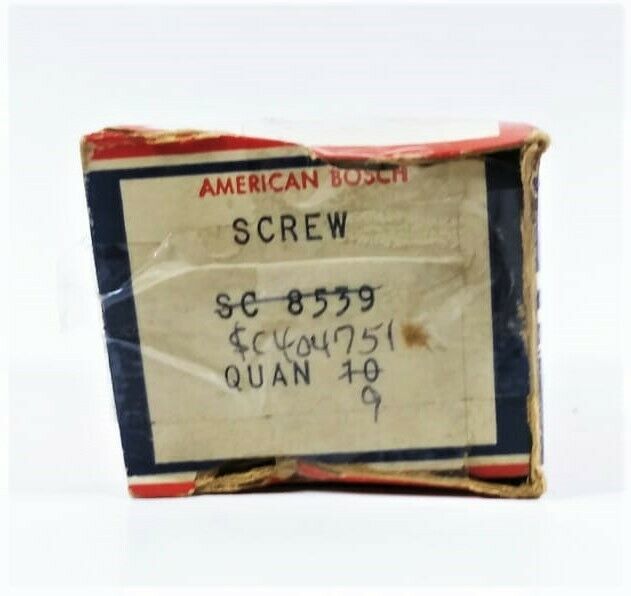 AMERICAN BOSCH
SCREW
SC 8539
SC404751
QUAN 10
9